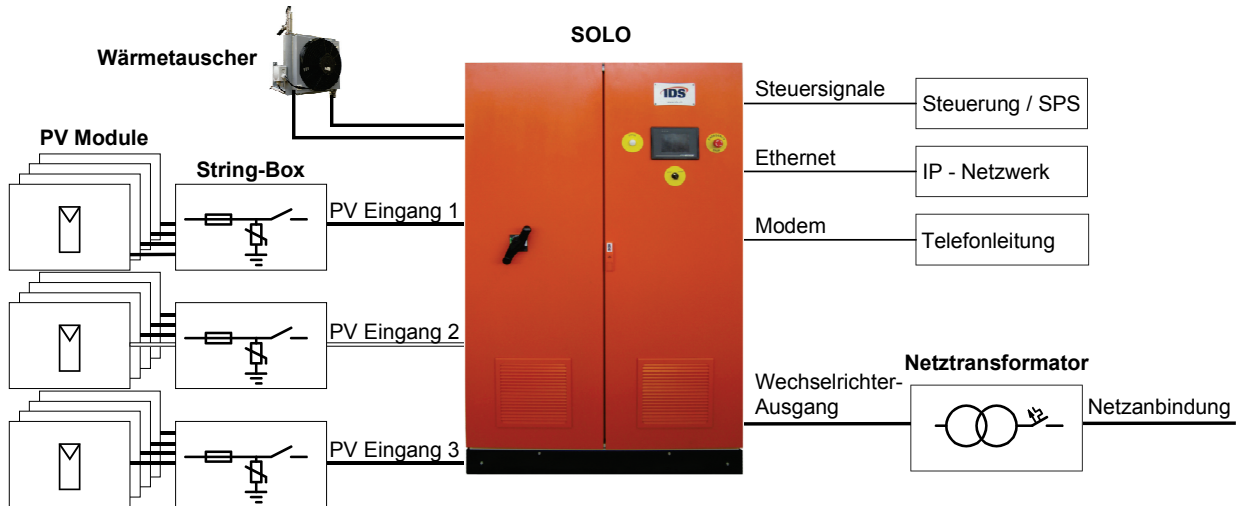 SOLO
Wärmetauscher
IDS
Steuersignale
Steuerung / SPS
PV Module
String-Box
Ethernet
IP - Netzwerk
PV Eingang 1
Modem
Telefonleitung
PV Eingang 2
Wechselrichter-
Ausgang
Netztransformator
Netzanbindung
PV Eingang 3